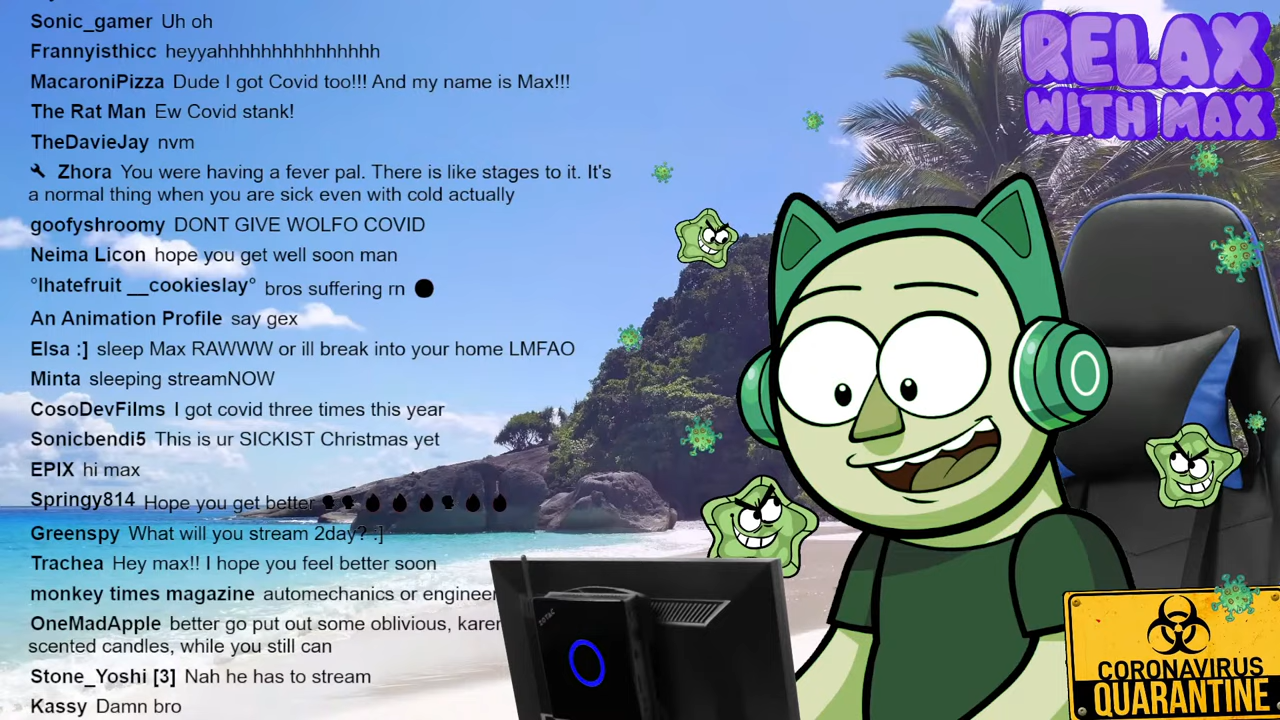 Sonic_gamer Uh oh
Frannyisthicc heyyahhhhhhhhhhhhhhh
MacaroniPizza Dude I got Covid too!!! And my name is Max!!!
The Rat Man Ew Covid stank!
TheDavieJay nvm
Zhora You were having a fever pal. There is like stages to it. It's
a normal thing when you are sick even with cold actually
goofyshroomy DONT GIVE WOLFO COVID
Neima Licon hope you get well soon man
°Ihatefruit __cookieslay° bros suffering rn
An Animation Profile say gex
Elsa :] sleep Max RAWWW or ill break into your home LMFAO
Minta sleeping streamNOW
CosoDevFilms I got covid three times this year
Sonicbendi5 This is ur SICKIST Christmas yet
EPIX hi max
Springy814 Hope you get better
Greenspy What will you stream 2day? :]
Trachea Hey max!! I hope you feel better soon
monkey times magazine automechanics or engineer
OneMadApple better go put out some oblivious, karen
scented candles, while you still can
Stone_Yoshi [3] Nah he has to stream
Kassy Damn bro
RELAX
WITH MAX
ZOTAC
CORONAVIRUS
QUARANTINE